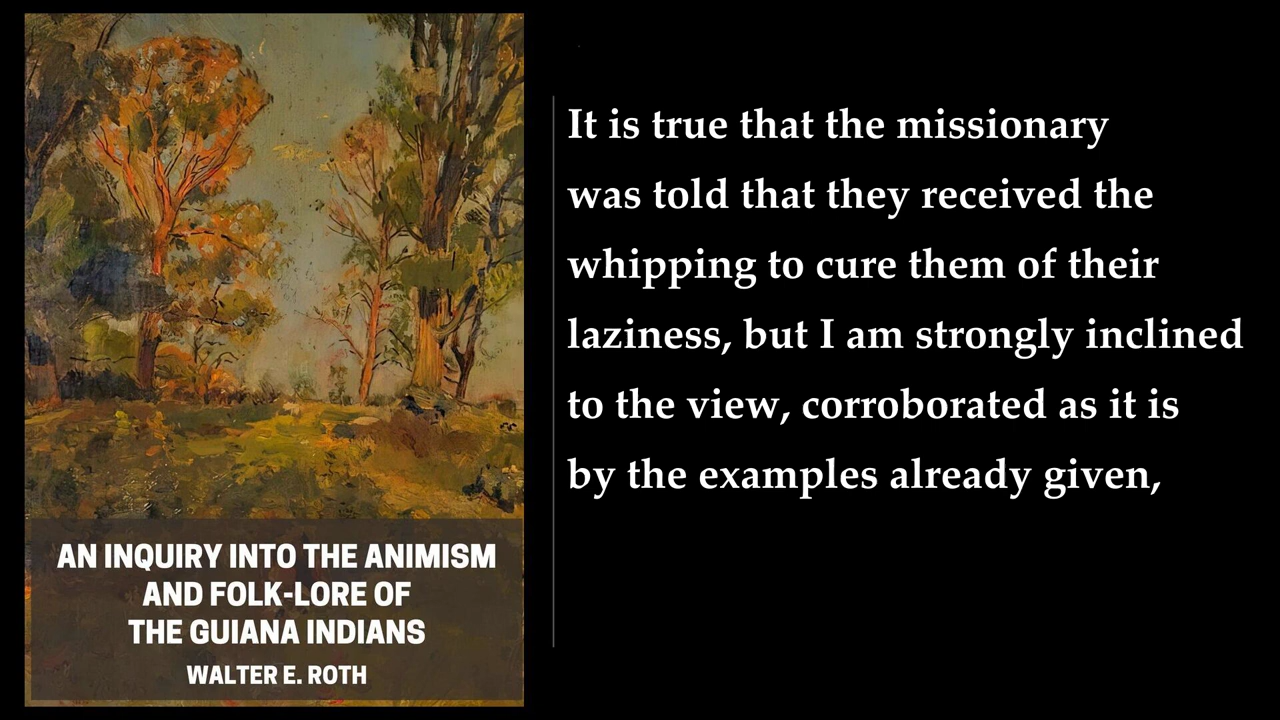 It is true that the missionary
was told that they received the
whipping to cure them of their
laziness, but I am strongly inclined
to the view, corroborated as it is
by the examples already given,
AN INQUIRY INTO THE ANIMISM
AND FOLK-LORE OF
THE GUIANA INDIANS
WALTER E. ROTH